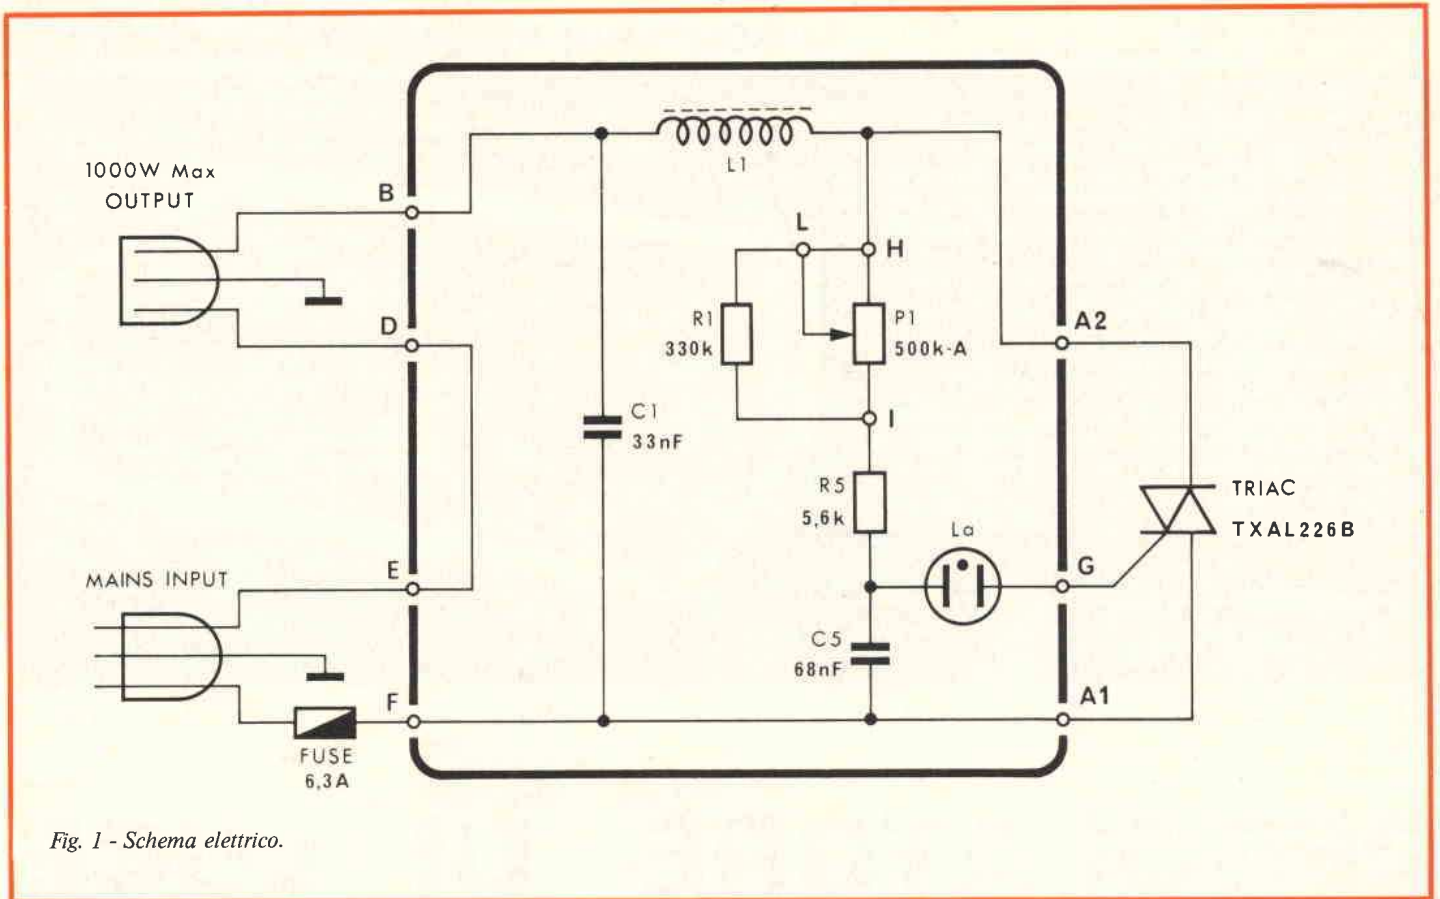 1000W Max
OUTPUT
B
L1
L
H
D
R1
330k
P1
500k-A
A2
C1
33nF
I
R5
5,6k
TRIAC
TXAL226B
La
MAINS INPUT
E
G
C5
68nF
F
A1
FUSE
6,3A
Fig. 1 - Schema elettrico.